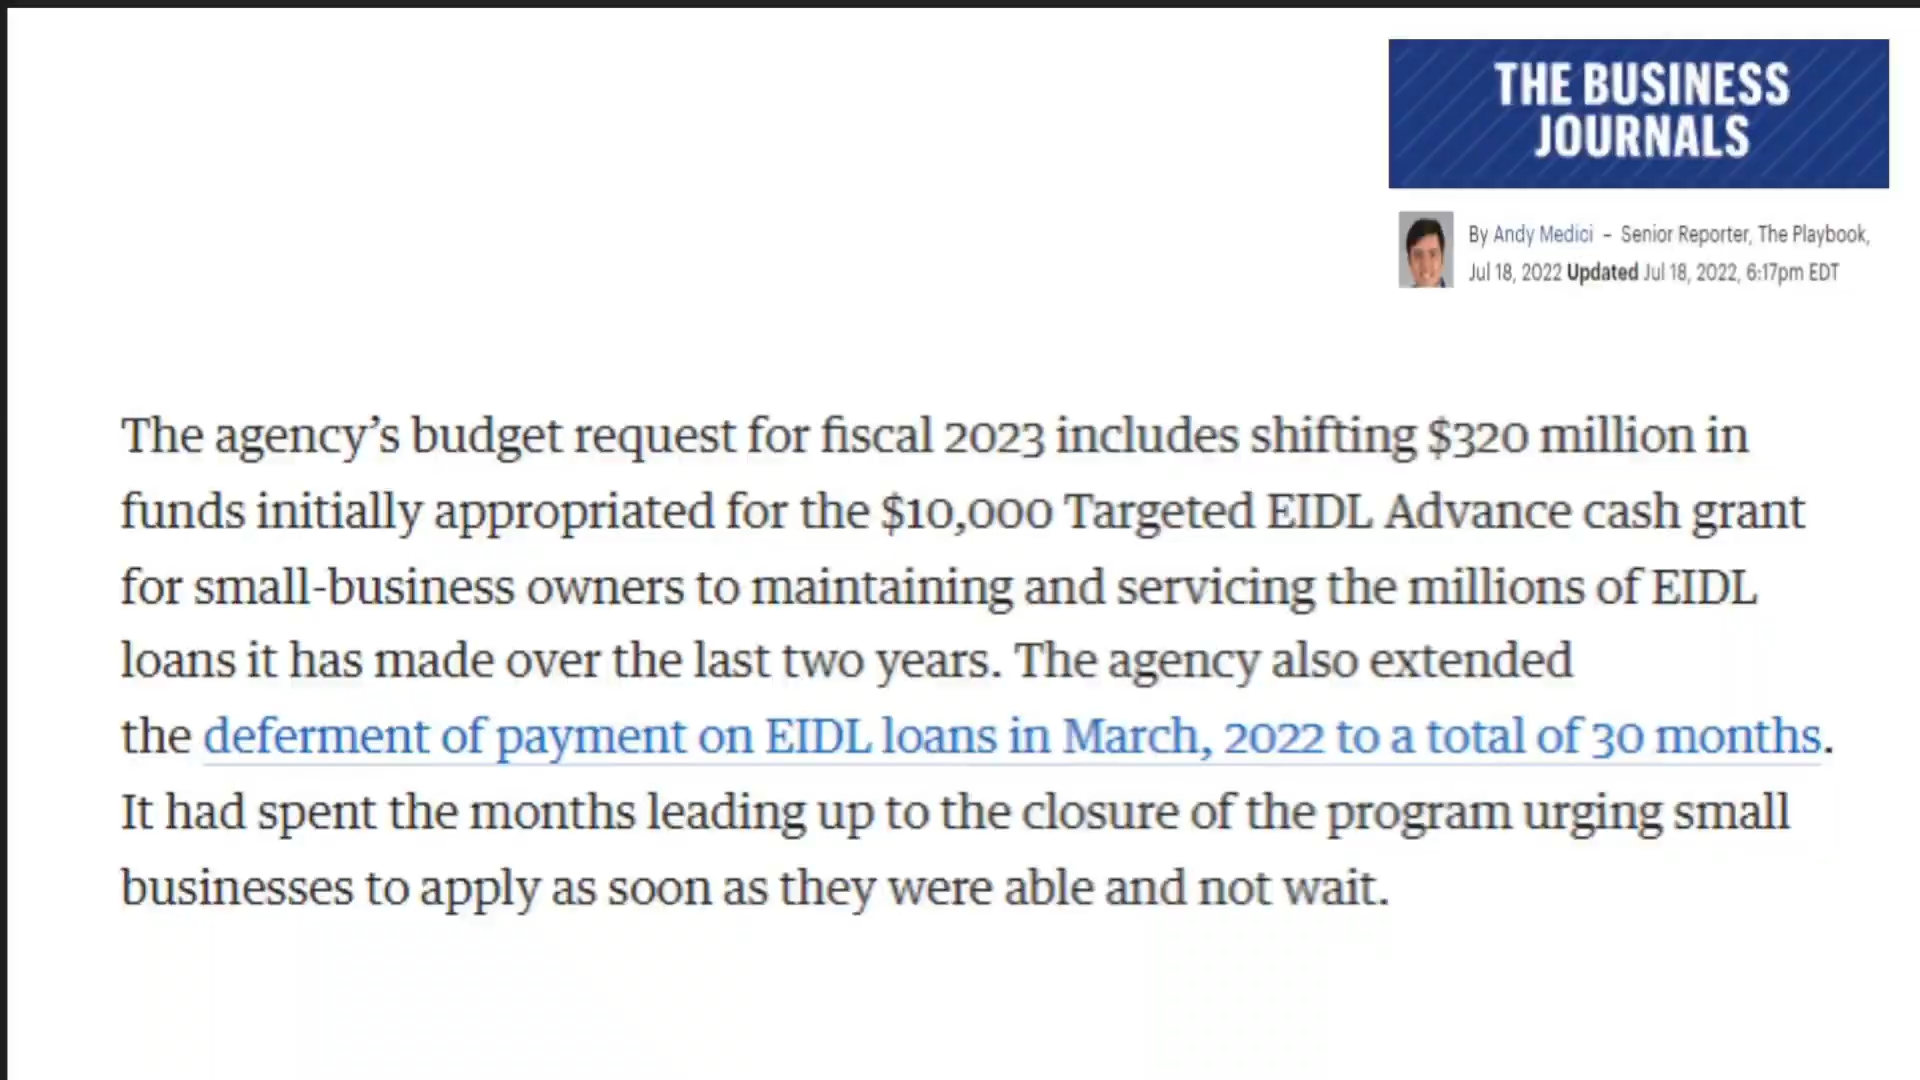 THE BUSINESS
JOURNALS
By Andy Medici – Senior Reporter, The Playbook,
Jul 18, 2022 Updated Jul 18, 2022, 6:17pm EDT
The agency’s budget request for fiscal 2023 includes shifting $320 million in
funds initially appropriated for the $10,000 Targeted EIDL Advance cash grant
for small-business owners to maintaining and servicing the millions of EIDL
loans it has made over the last two years. The agency also extended
the deferment of payment on EIDL loans in March, 2022 to a total of 30 months.
It had spent the months leading up to the closure of the program urging small
businesses to apply as soon as they were able and not wait.